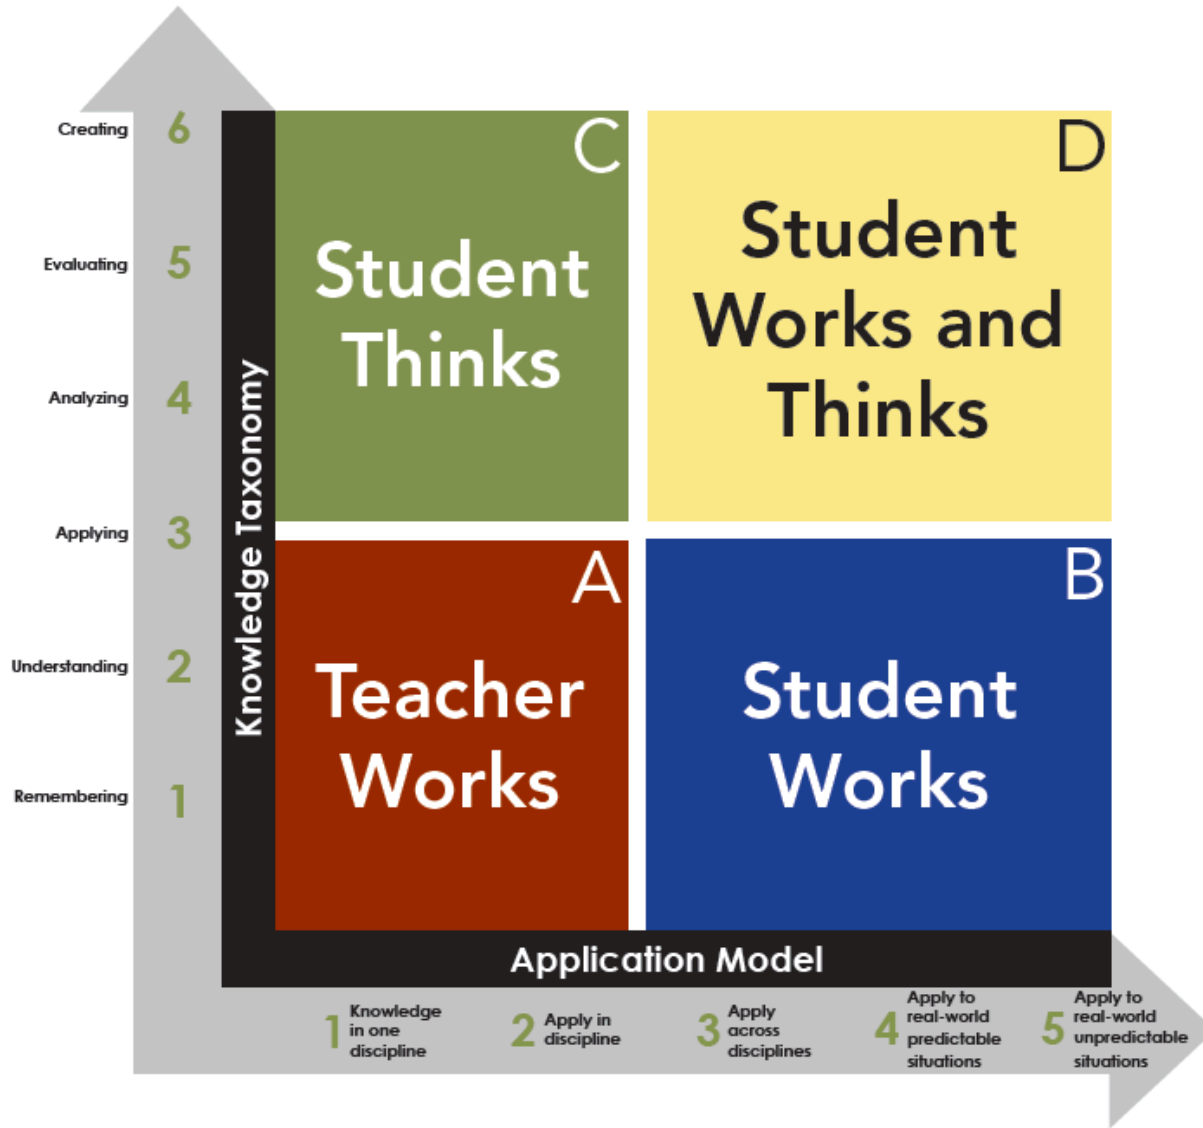 Creating 6
Evaluating 5
Analyzing 4
Applying 3
Understanding 2
Remembering 1
Knowledge Taxonomy
C
Student
Thinks
D
Student
Works and
Thinks
A
Teacher
Works
B
Student
Works
Application Model
1 Knowledge
in one
discipline
2 Apply in
discipline
3 Apply
across
disciplines
4 Apply to
real-world
predictable
situations
5 Apply to
real-world
unpredictable
situations